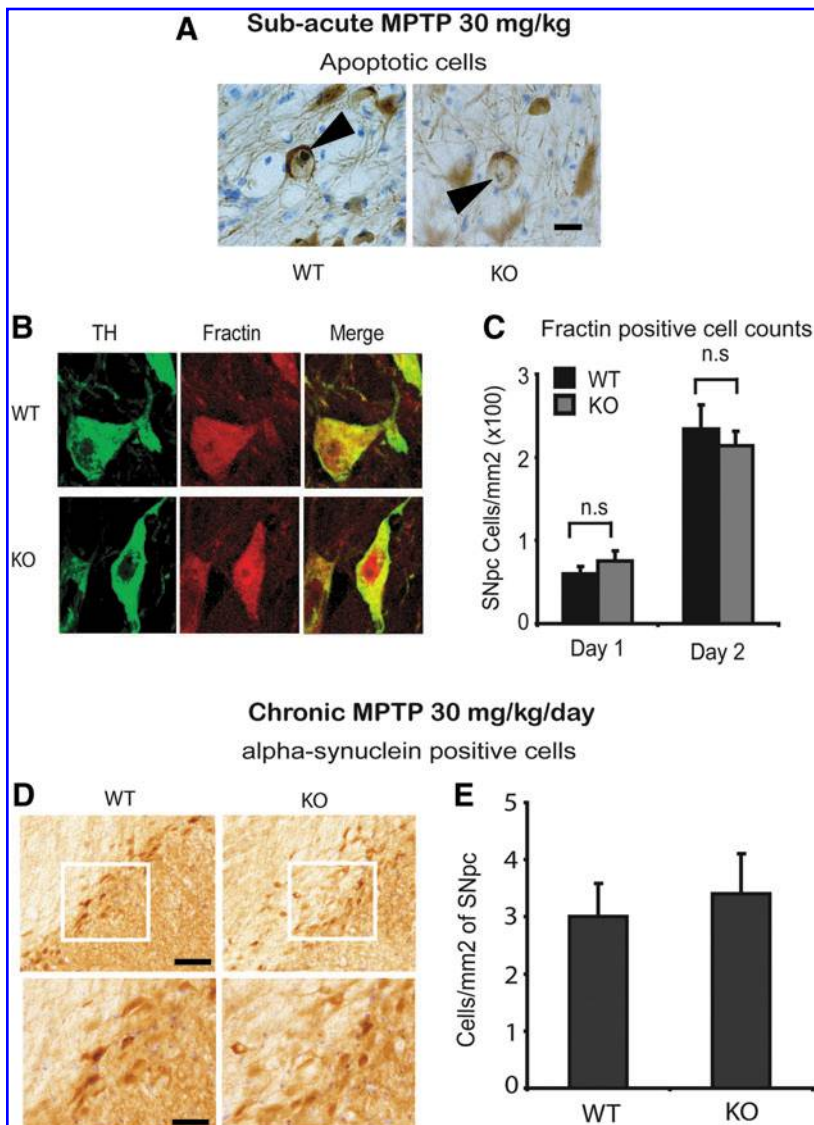 A
Sub-acute MPTP 30 mg/kg
Apoptotic cells
WT
KO
B
TH
Fractin
Merge
WT
KO
C
Fractin positive cell counts
n.s
WT
KO
n.s
SNpc Cells/mm2 (x100)
3
2
1
0
Day 1
Day 2
Chronic MPTP 30 mg/kg/day
alpha-synuclein positive cells
D
WT
KO
E
Cells/mm2 of SNpc
5
4
3
2
1
0
WT
KO